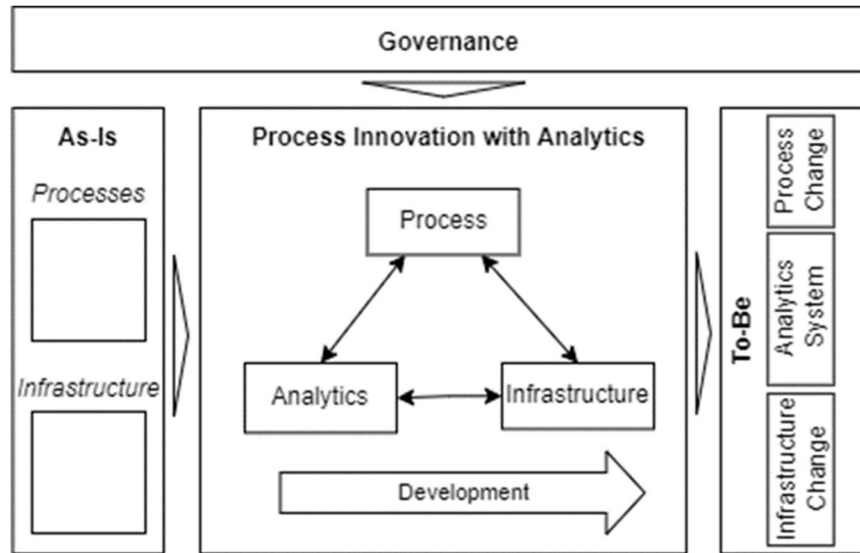 Governance
As-Is
Processes
Infrastructure
Process Innovation with Analytics
Process
Analytics
Infrastructure
Development
To-Be
Process
Change
Analytics
System
Infrastructure
Change